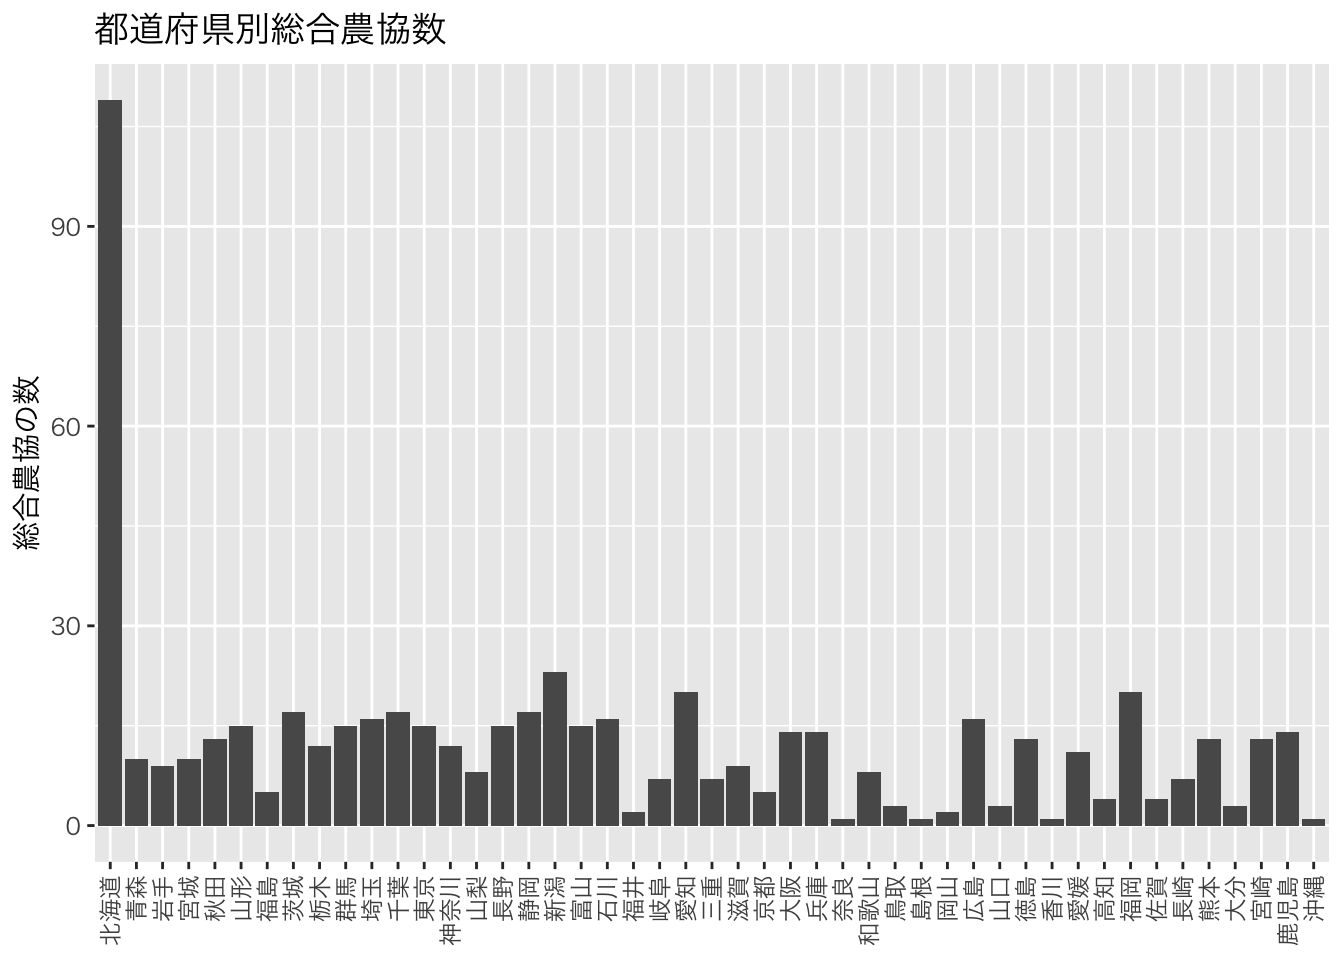 都道府県別総合農協数
総合農協の数
90
60
30
0
北海道
青森
岩手
宮城
秋田
山形
福島
茨城
栃木
群馬
埼玉
千葉
東京
神奈川
山梨
長野
静岡
新潟
富山
石川
福井
岐阜
愛知
三重
滋賀
京都
大阪
兵庫
奈良
和歌山
鳥取
島根
岡山
広島
山口
徳島
香川
愛媛
高知
福岡
佐賀
長崎
熊本
大分
宮崎
鹿児島
沖縄